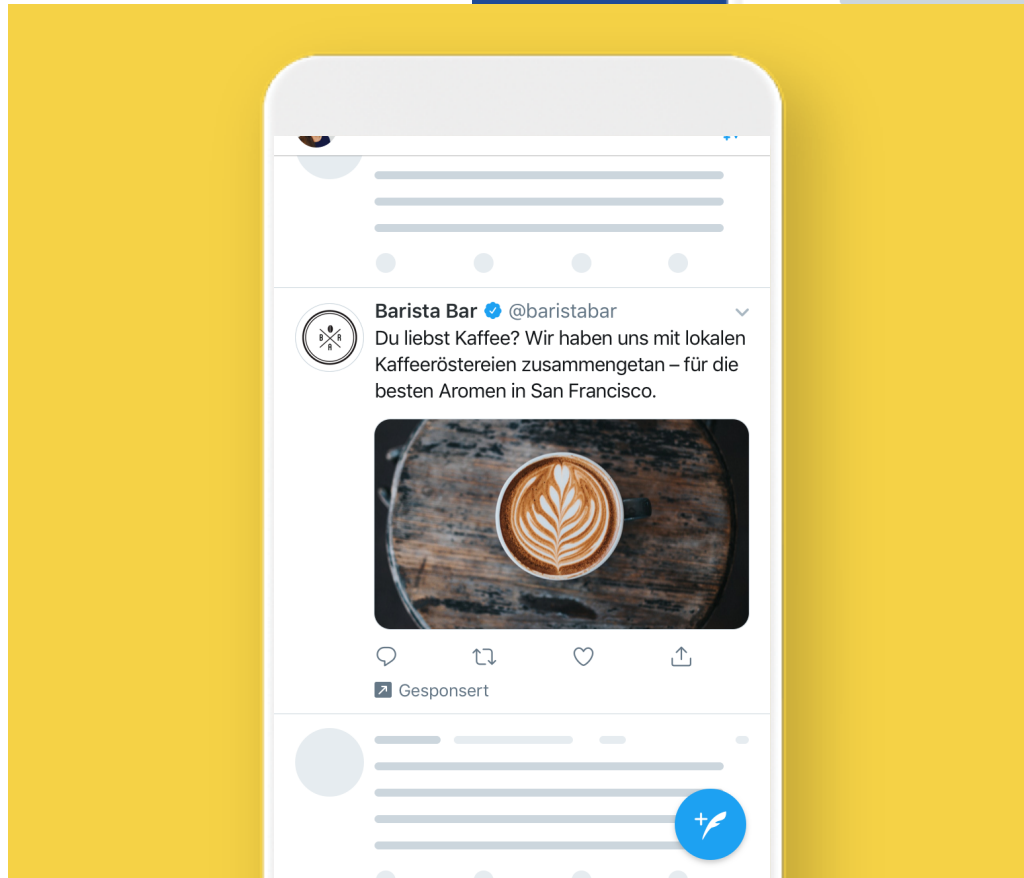 Barista Bar @baristabar
Du liebst Kaffee? Wir haben uns mit lokalen
Kaffeeröstereien zusammengetan – für die
besten Aromen in San Francisco.
B A R
Gesponsert